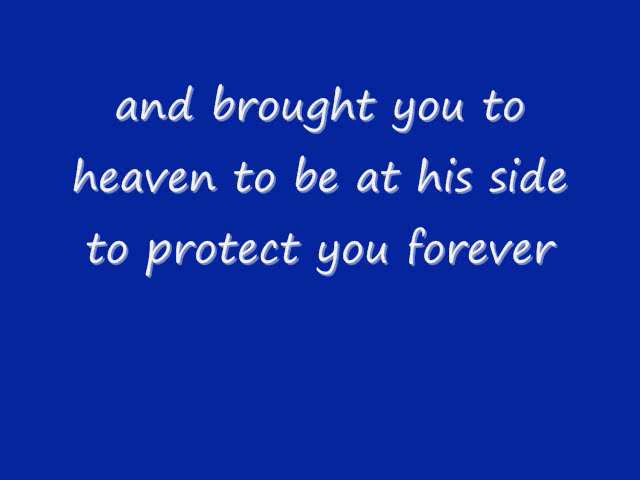 and brought you to
heaven to be at his side
to protect you forever